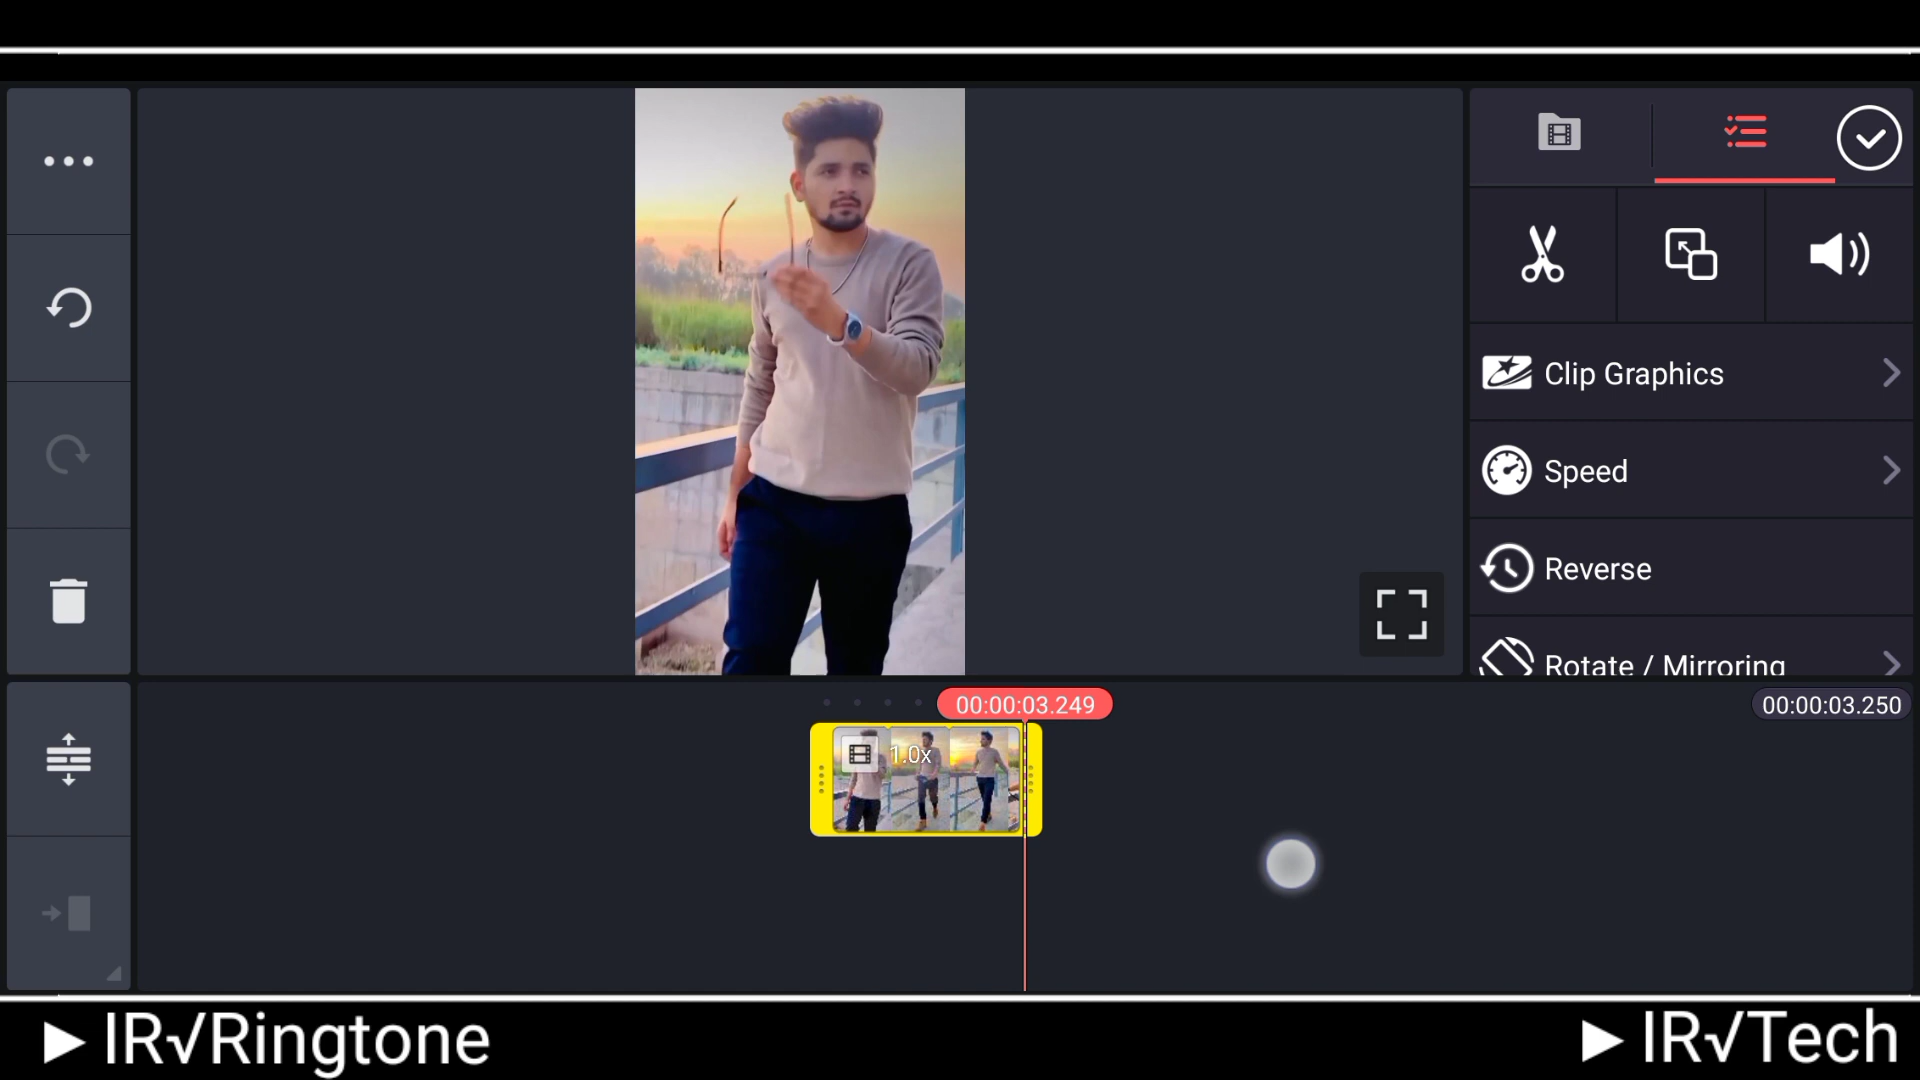 Clip Graphics
Speed
Reverse
Rotate / Mirroring
00:00:03.249
00:00:03.250
1.0x
IR√Ringtone
IR√Tech